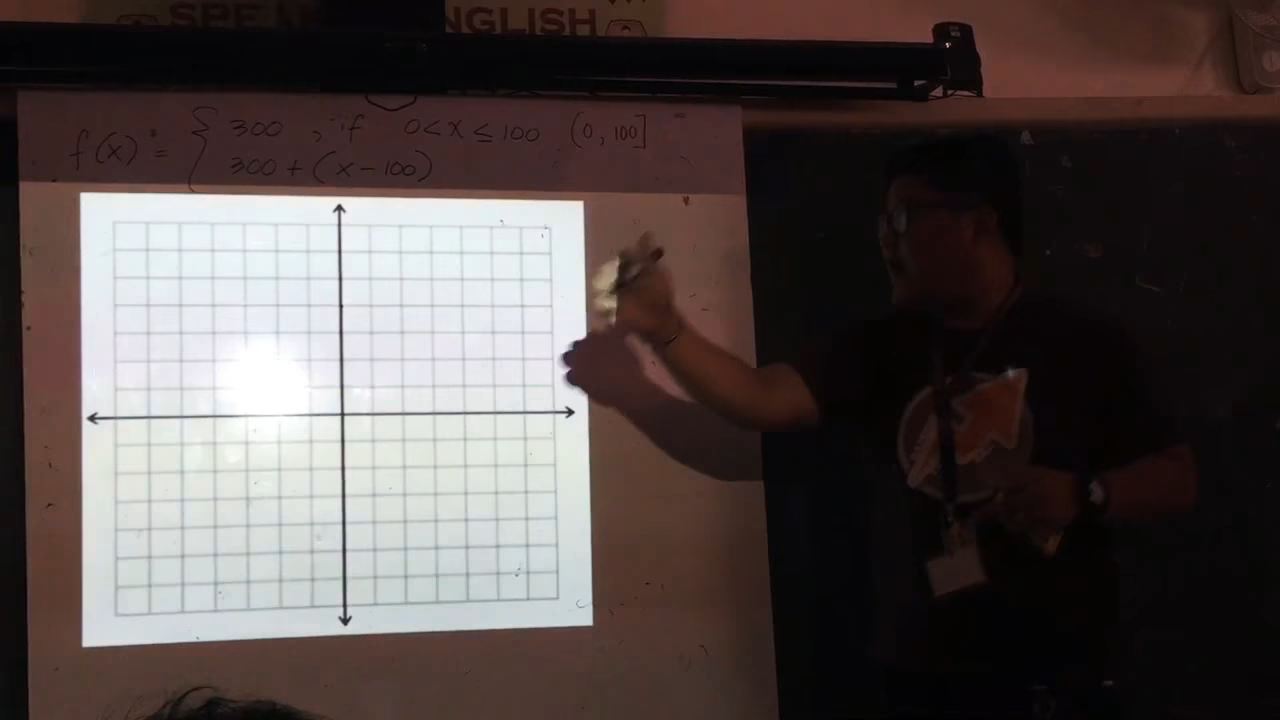 ENGLISH
f(x) = { 300 , if 0 < x ≤ 100 (0, 100]
300 + (x - 100)